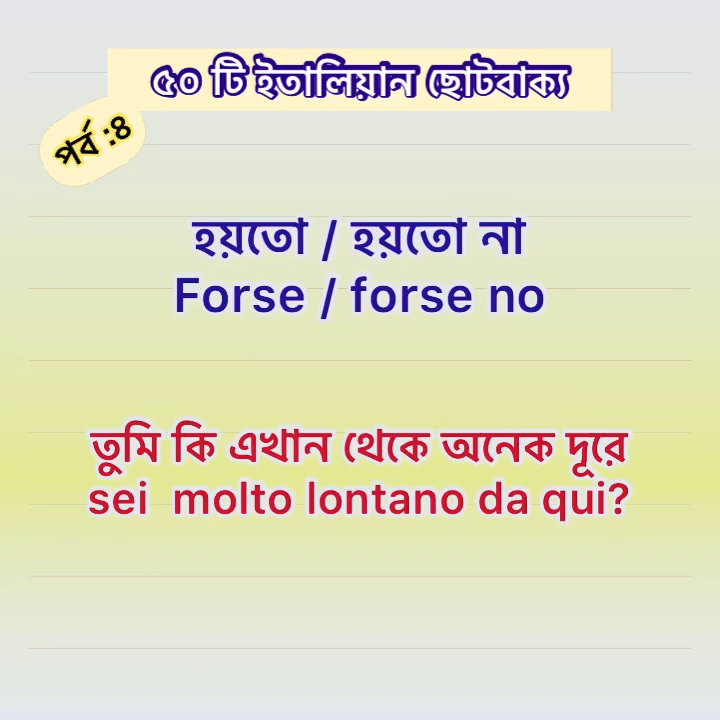 ৫০ টি ইতালিয়ান ছোটবাক্য
পর্ব :৪
হয়তো / হয়তো না
Forse / forse no
তুমি কি এখান থেকে অনেক দূরে
sei molto lontano da qui?